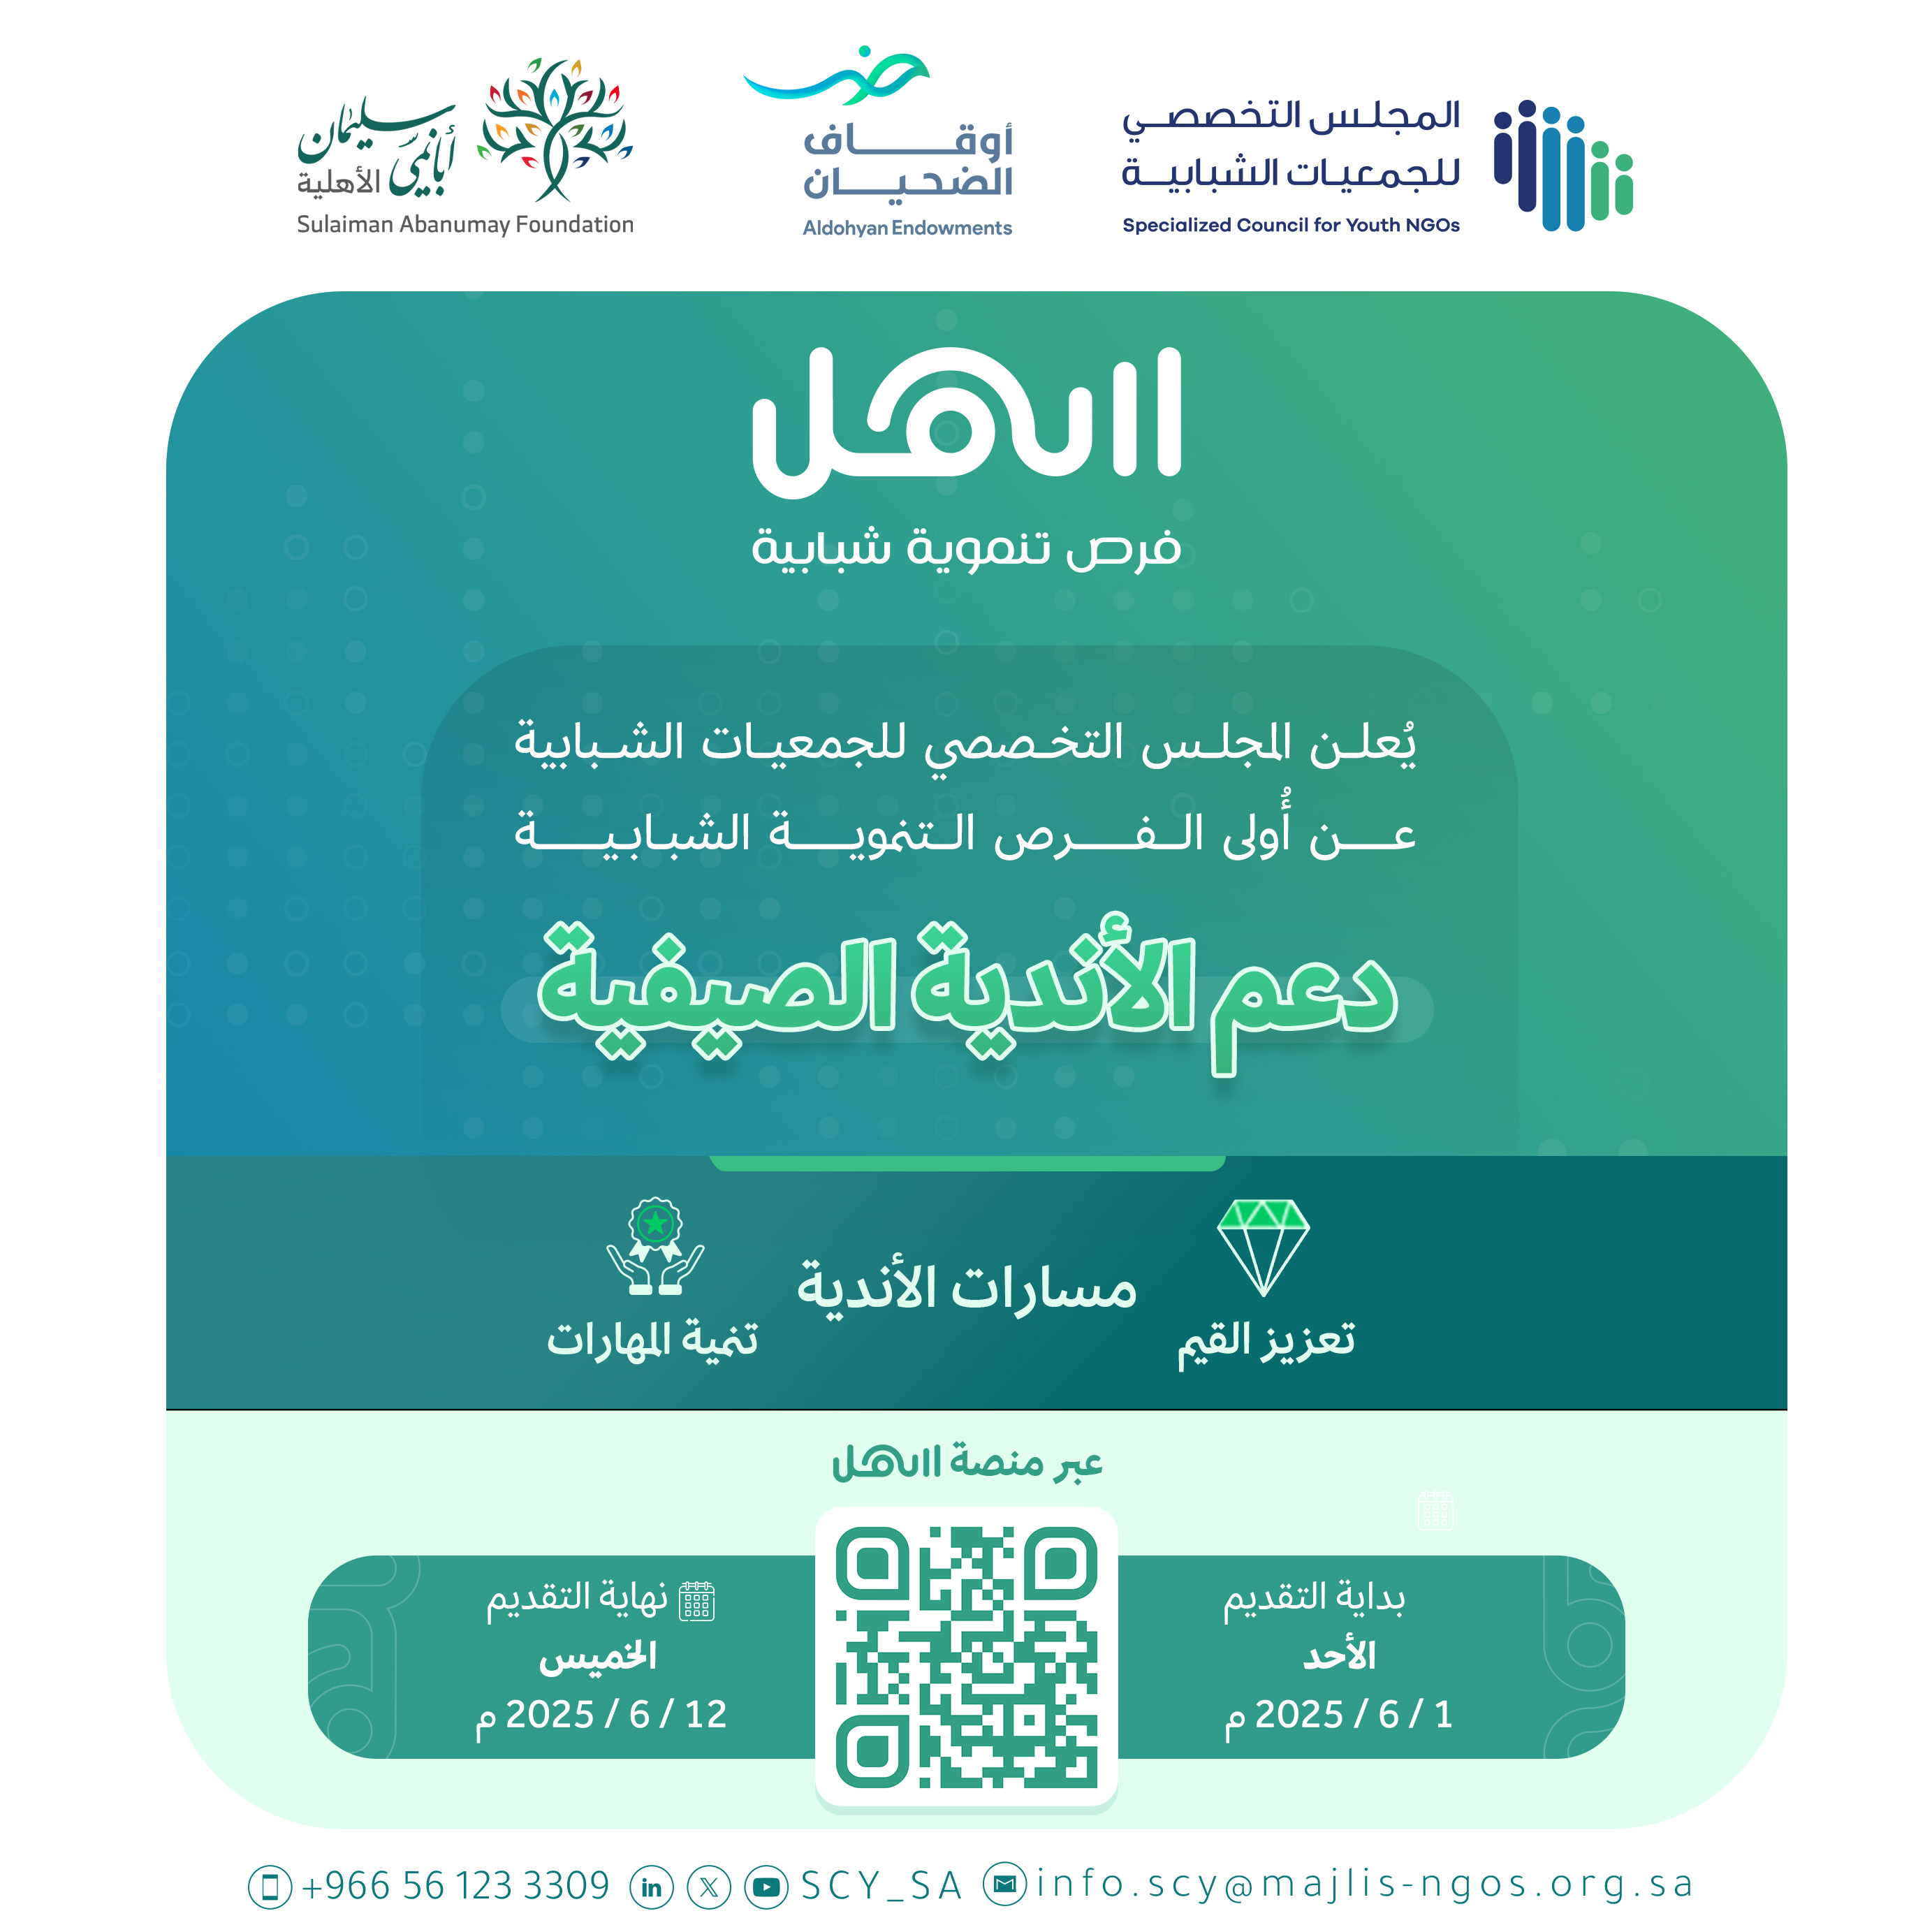 المجلس التخصصي
للجمعيات الشبابية
Specialized Council for Youth NGOs
أوقاف
الضحيان
Aldohyan Endowments
سليمان
أبانمي
الأهلية
Sulaiman Abanumay Foundation
فرص تنموية شبابية
يُعلن المجلس التخصصي للجمعيات الشبابية
عن أُولى الفرص التنموية الشبابية
دعم الأندية الصيفية
مسارات الأندية
تعزيز القيم
تنمية المهارات
عبر منصة
بداية التقديم
الأحد
1 / 6 / 2025 م
نهاية التقديم
الخميس
12 / 6 / 2025 م
+966 56 123 3309
SCY_SA
info.scy@majlis-ngos.org.sa